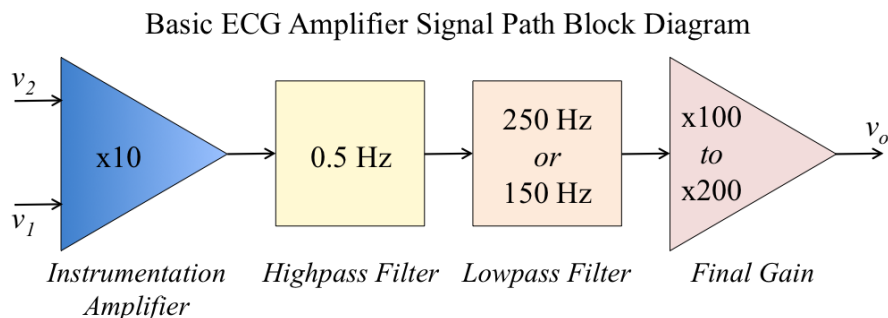 Basic ECG Amplifier Signal Path Block Diagram
v2
v1
x10
0.5 Hz
250 Hz
or
150 Hz
x100
to
x200
vo
Instrumentation
Amplifier
Highpass Filter
Lowpass Filter
Final Gain